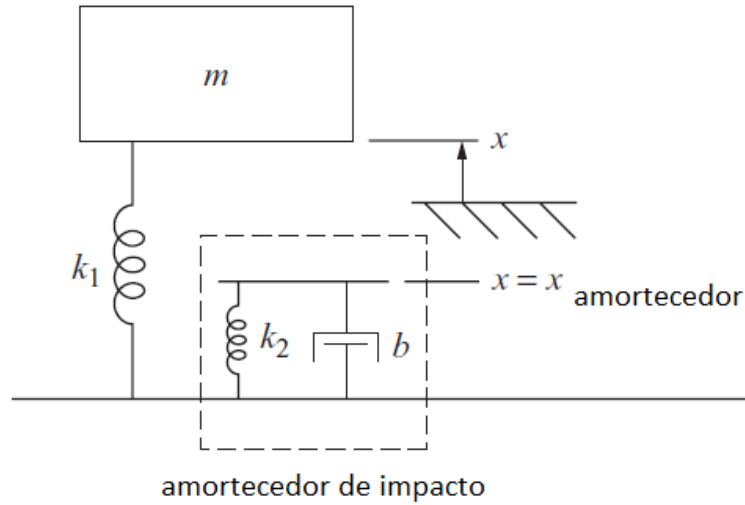 m
x
k₁
x = x amortecedor
k₂
b
amortecedor de impacto